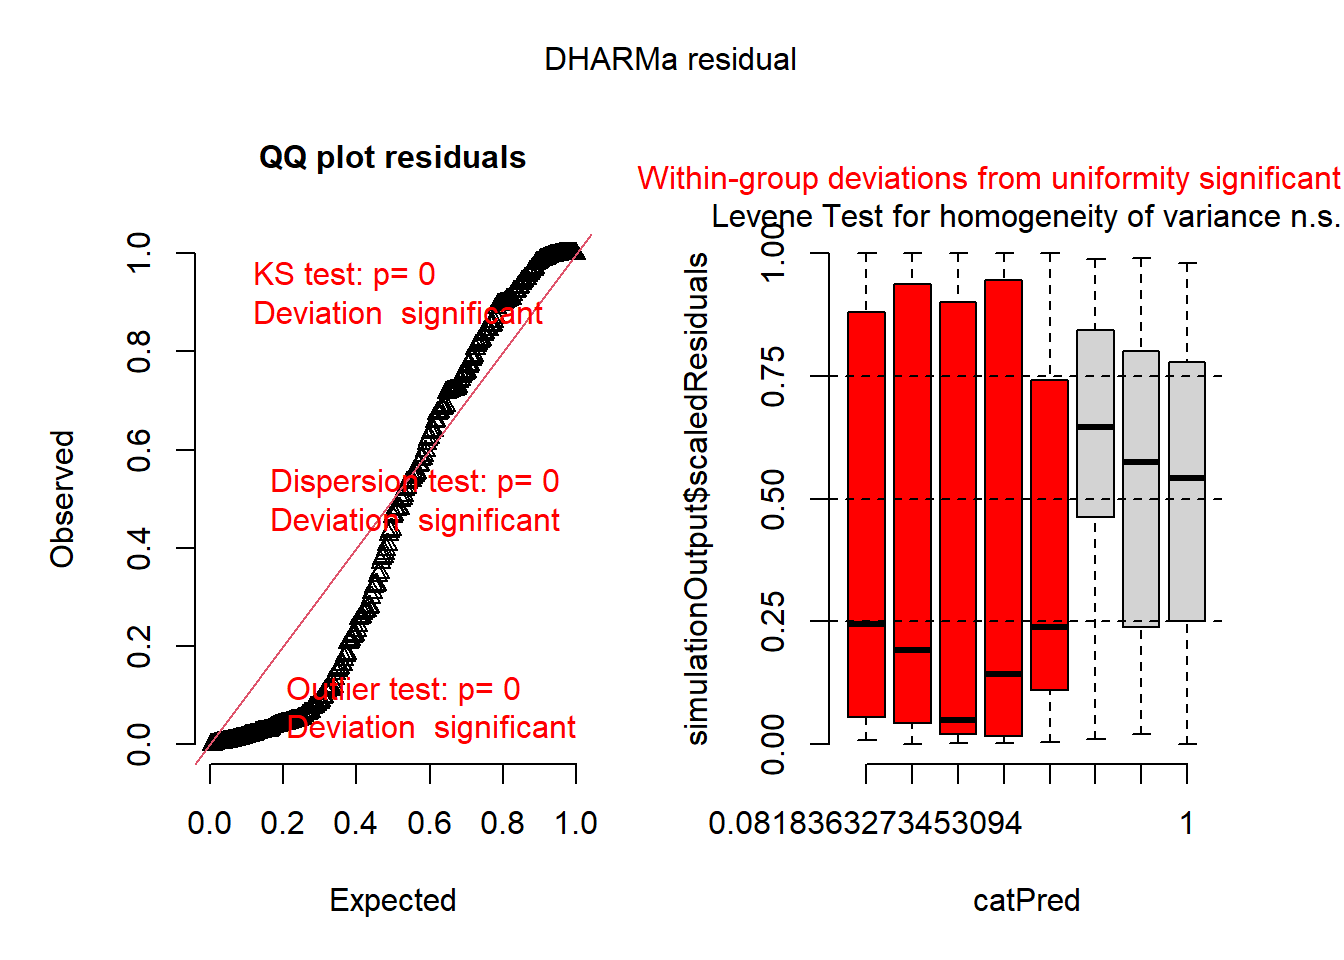 DHARMa residual
QQ plot residuals
KS test: p= 0
Deviation  significant
Dispersion test: p= 0
Deviation  significant
Outlier test: p= 0
Deviation  significant
Observed
0.0 0.2 0.4 0.6 0.8 1.0
0.0 0.2 0.4 0.6 0.8 1.0
Expected
Within-group deviations from uniformity significant
Levene Test for homogeneity of variance n.s.
simulationOutput$scaledResiduals
0.00 0.25 0.50 0.75 1.00
0.0818363273453094 1
catPred